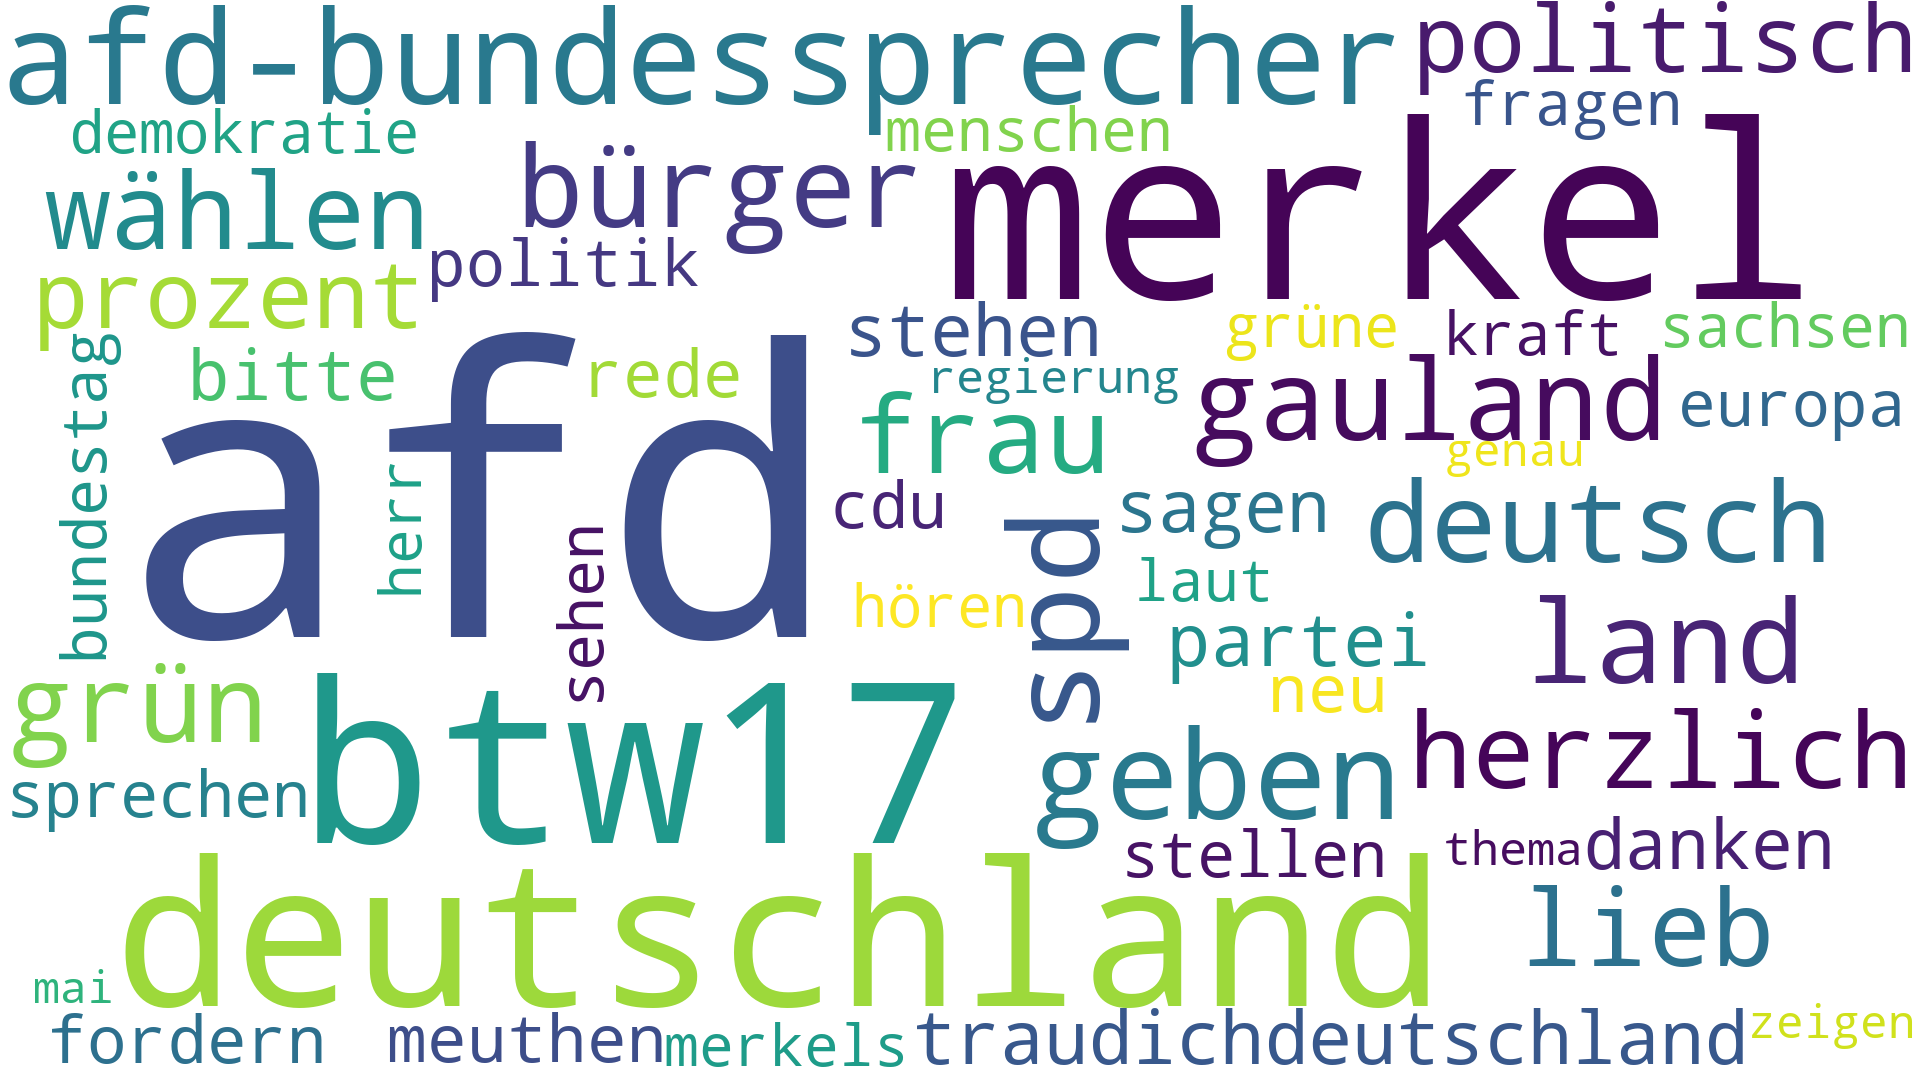 afd-bundessprecher
politisch
demokratie
menschen
fragen
wählen
bürger
merkel
prozent
politik
bundestag
bitte
rede
stehen
grüne
kraft
sachsen
regierung
afd
herr
frau
gauland
europa
genau
sehen
cdu
spd
sagen
deutsch
hören
laut
partei
land
grün
btw17
neu
sprechen
geben
herzlich
stellen
thema
danken
deutschland
lieb
mai
fordern
meuthen
merkels
traudichdeutschland
zeigen